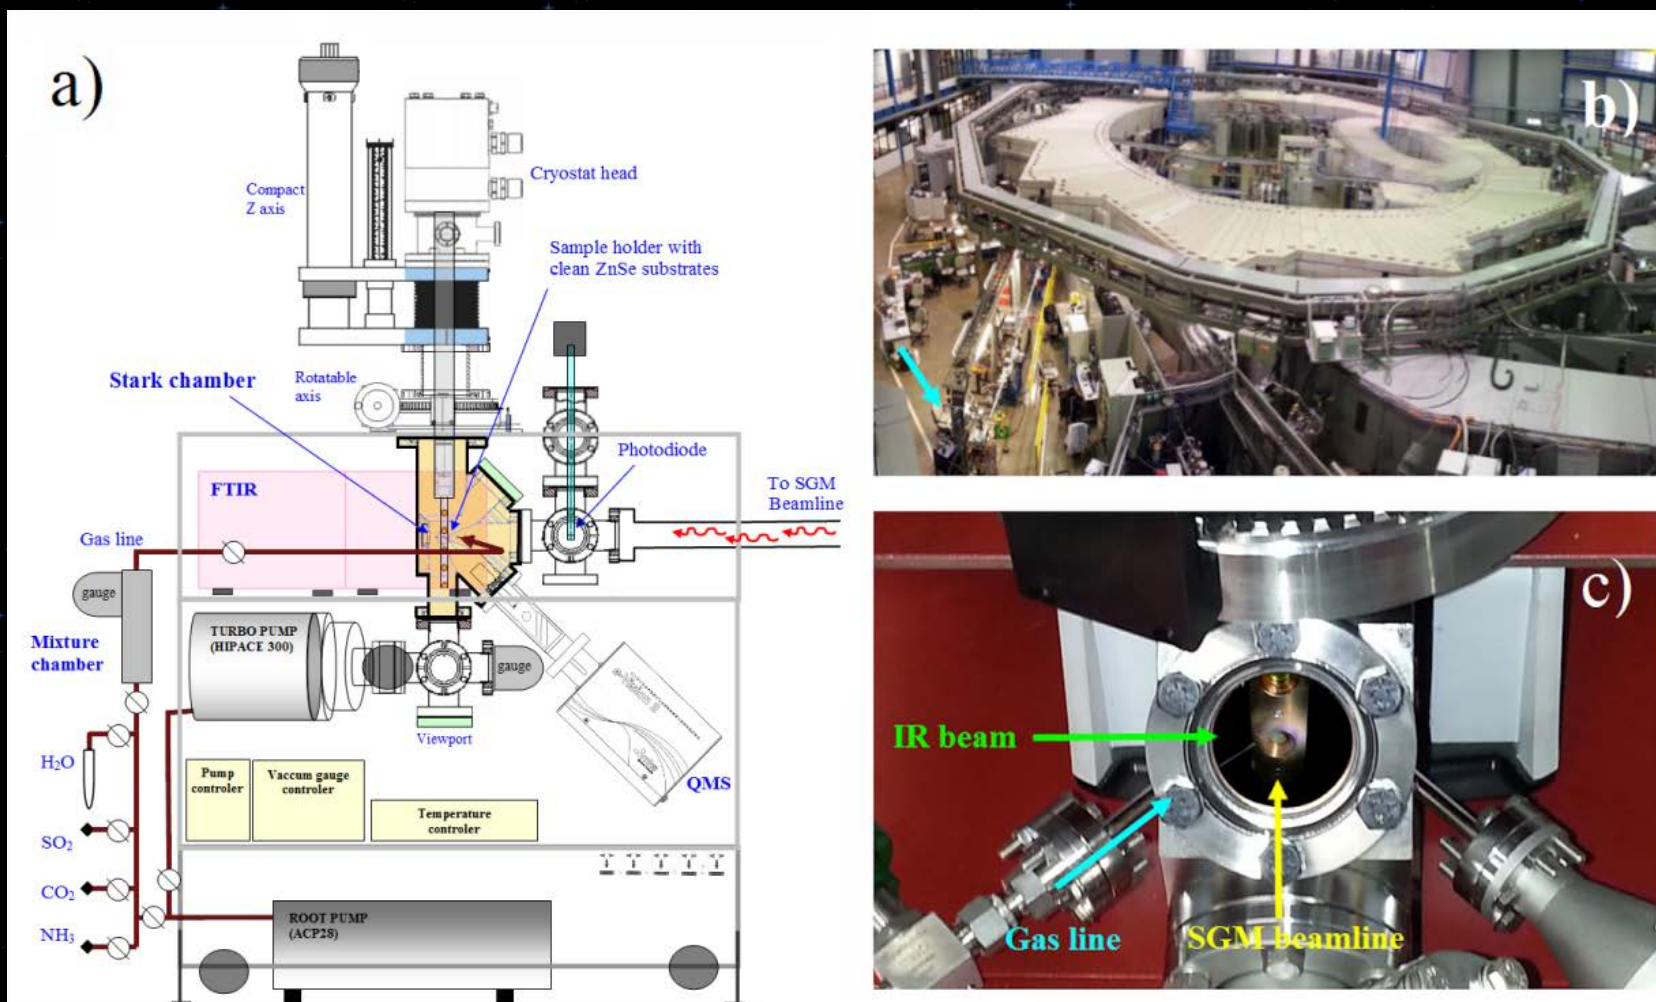 a)
Compact
Z axis
Cryostat head
Sample holder with
clean ZnSe substrates
Stark chamber
Rotatable
axis
Photodiode
FTIR
To SGM
Beamline
Gas line
gauge
Mixture
chamber
TURBO PUMP
(HIPACE 300)
gauge
Viewport
QMS
H2O
Pump
controler
Vaccum gauge
controler
Temperature
controler
SO2
CO2
NH3
ROOT PUMP
(ACP28)
b)
c)
IR beam
Gas line
SGM beamline